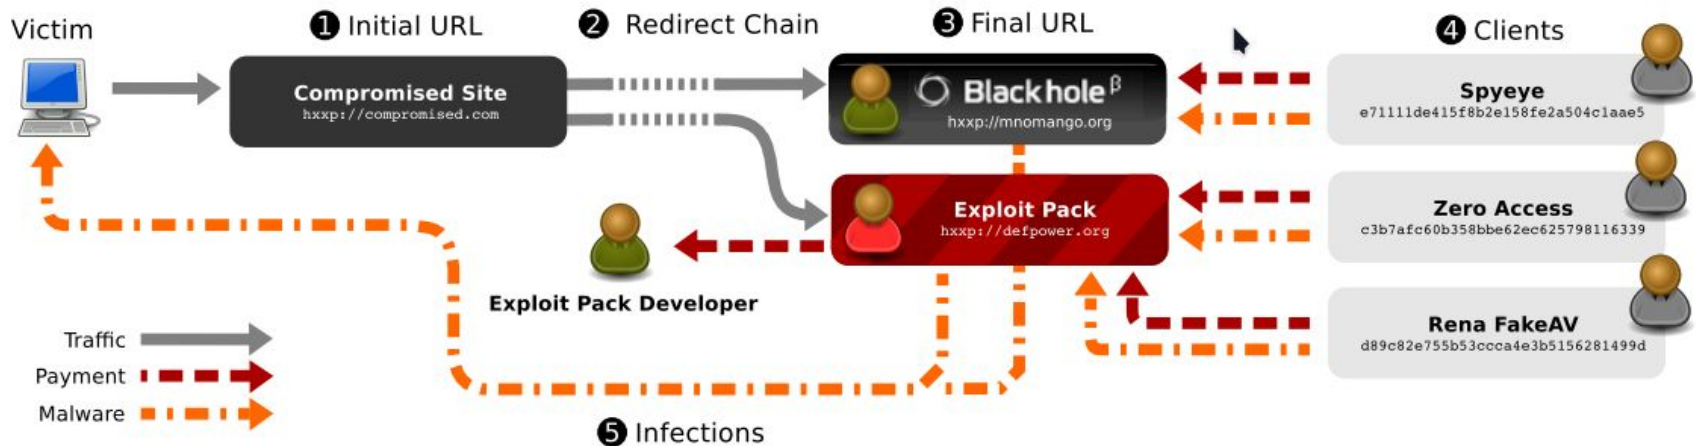 Victim
❶ Initial URL
❷ Redirect Chain
❸ Final URL
❹ Clients
Compromised Site
hxxp://compromised.com
Blackhole β
hxxp://mnomango.org
Spyeye
e71111de415f8b2e158fe2a504c1aae5
Exploit Pack
hxxp://defpower.org
Zero Access
c3b7afc60b358bbe62ec625798116339
Exploit Pack Developer
Rena FakeAV
d89c82e755b53ccca4e3b5156281499d
Traffic
Payment
Malware
❺ Infections